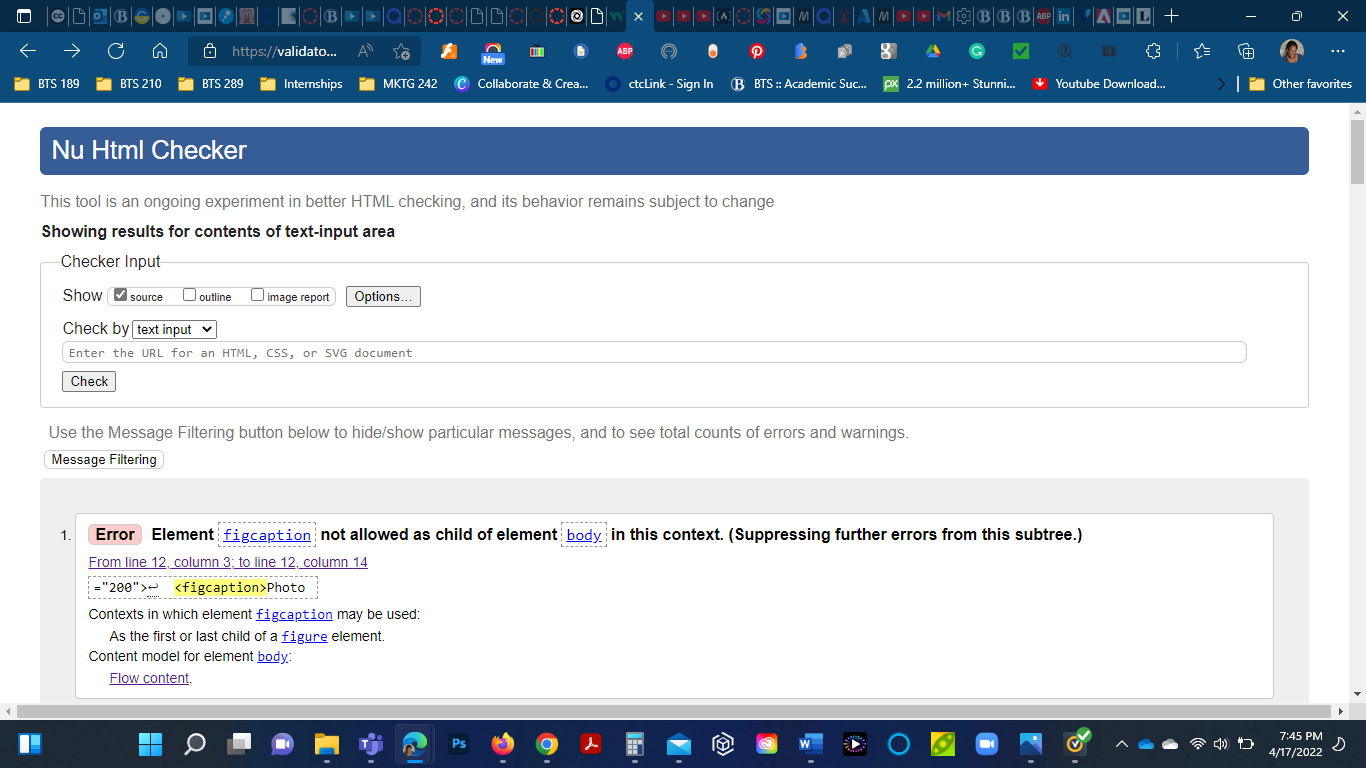 https://validato...
New
ABP
BTS 189
BTS 210
BTS 289
Internships
MKTG 242
Collaborate & Crea...
ctcLink - Sign In
BTS :: Academic Suc...
2.2 million+ Stunni...
Youtube Download...
Other favorites
Nu Html Checker
This tool is an ongoing experiment in better HTML checking, and its behavior remains subject to change
Showing results for contents of text-input area
Checker Input
Show source outline image report Options...
Check by text input
Enter the URL for an HTML, CSS, or SVG document
Check
Use the Message Filtering button below to hide/show particular messages, and to see total counts of errors and warnings.
Message Filtering
1. Error Element figcaption not allowed as child of element body in this context. (Suppressing further errors from this subtree.)
From line 12, column 3; to line 12, column 14
="200">↩ <figcaption>Photo
Contexts in which element figcaption may be used:
As the first or last child of a figure element.
Content model for element body:
Flow content.
7:45 PM
4/17/2022